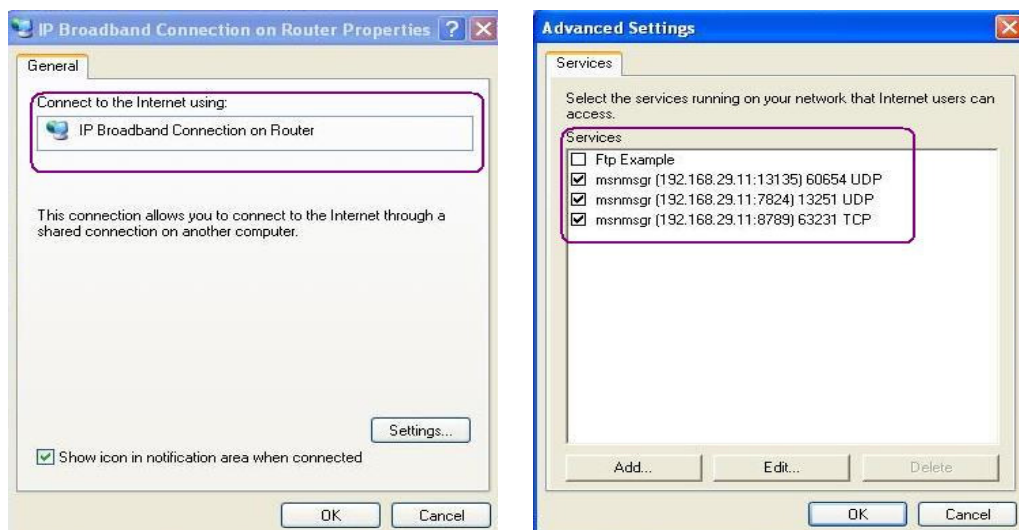 IP Broadband Connection on Router Properties
General
Connect to the Internet using:
IP Broadband Connection on Router
This connection allows you to connect to the Internet through a
shared connection on another computer.
Settings...
Show icon in notification area when connected
OK
Cancel
Advanced Settings
Services
Select the services running on your network that Internet users can
access.
Services
Ftp Example
msnmsgr (192.168.29.11:13135) 60654 UDP
msnmsgr (192.168.29.11:7824) 13251 UDP
msnmsgr (192.168.29.11:8789) 63231 TCP
Add...
Edit...
Delete
OK
Cancel